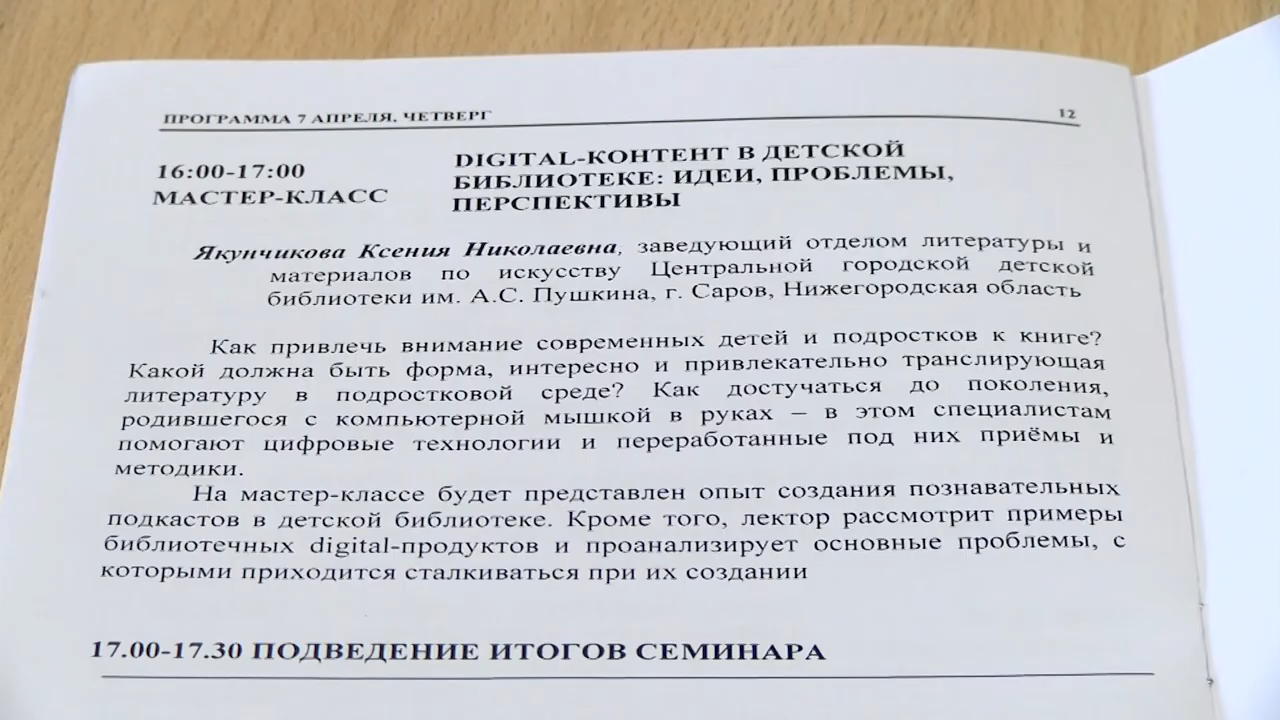 ПРОГРАММА 7 АПРЕЛЯ. ЧЕТВЕРГ 12
16:00-17:00
МАСТЕР-КЛАСС
DIGITAL-КОНТЕНТ В ДЕТСКОЙ
БИБЛИОТЕКЕ: ИДЕИ, ПРОБЛЕМЫ,
ПЕРСПЕКТИВЫ
Якунчикова Ксения Николаевна, заведующий отделом литературы и
материалов по искусству Центральной городской детской
библиотеки им. А.С. Пушкина, г. Саров, Нижегородская область
Как привлечь внимание современных детей и подростков к книге?
Какой должна быть форма, интересно и привлекательно транслирующая
литературу в подростковой среде? Как достучаться до поколения,
родившегося с компьютерной мышкой в руках – в этом специалистам
помогают цифровые технологии и переработанные под них приёмы и
методики.
На мастер-классе будет представлен опыт создания познавательных
подкастов в детской библиотеке. Кроме того, лектор рассмотрит примеры
библиотечных digital-продуктов и проанализирует основные проблемы, с
которыми приходится сталкиваться при их создании
17.00-17.30 ПОДВЕДЕНИЕ ИТОГОВ СЕМИНАРА